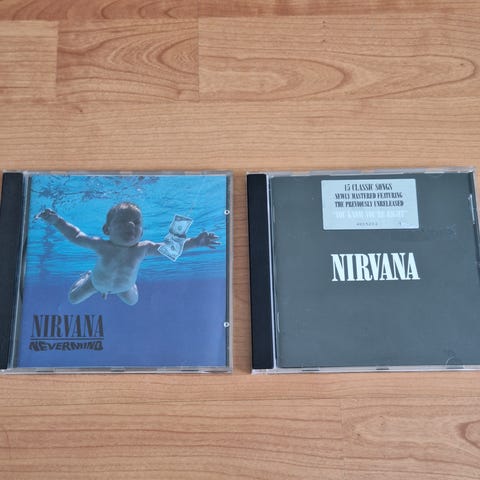 NIRVANA
NEVERMIND
15 CLASSIC SONGS
NEWLY MASTERED FEATURING
THE PREVIOUSLY UNRELEASED
"YOU KNOW YOU'RE RIGHT"
NIRVANA